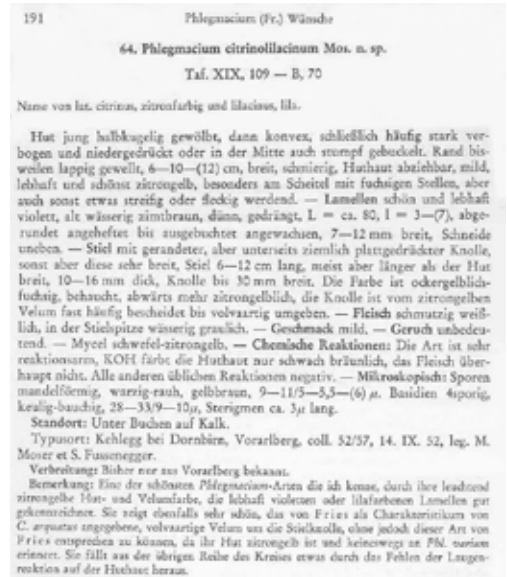 191 Phlegmacium (Fr.) Wünsche
64. Phlegmacium citrinolilacinum Mos. n. sp.
Taf. XIX, 109 — B, 70
Name von lat. citrinus, zitronfarbig und lilacinus, lila.
Hut jung halbkugelig gewölbt, dann konvex, schließlich häufig stark ver-
bogen und niedergedrückt oder in der Mitte auch stumpf gebuckelt. Rand bis-
weilen lappig gewellt, 6—10—(12) cm, breit, schmierig, Huthaut abziehbar, mild,
lebhaft und schönst zitrongelb, besonders am Scheitel mit fuchsigen Stellen, aber
auch sonst etwas streifig oder fleckig werdend. — Lamellen schön und lebhaft
violett, alt wässerig zimtbraun, dünn, gedrängt, L = ca. 80, l = 3—(7), abge-
rundet angeheftet bis ausgebuchtet angewachsen, 7—12 mm breit, Schneide
uneben. — Stiel mit gerandeter, aber unterseits ziemlich plattgedrückter Knolle,
sonst aber diese sehr breit, Stiel 6—12 cm lang, meist aber länger als der Hut
breit, 10—16 mm dick, Knolle bis 30 mm breit. Die Farbe ist ockergelblich-
fuchsig, behaucht, abwärts mehr zitrongelblich, die Knolle ist vom zitrongelben
Velum fast häufig bescheidet bis volvaartig umgeben. — Fleisch schmutzig weiß-
lich, in der Stielspitze wässerig graulich. — Geschmack mild. — Geruch unbedeu-
tend. — Mycel schwefel-zitrongelb. — Chemische Reaktionen: Die Art ist sehr
reaktionsarm, KOH färbt die Huthaut nur schwach bräunlich, das Fleisch über-
haupt nicht. Alle anderen üblichen Reaktionen negativ. — Mikroskopisch: Sporen
mandelförmig, warzig-rauh, gelbbraun, 9—11/5—5,5—(6) µ. Basidien 4sporig,
keulig-bauchig, 28—33/9—10µ, Sterigmen ca. 3µ lang.
Standort: Unter Buchen auf Kalk.
Typusort: Kehlegg bei Dornbirn, Vorarlberg, coll. 52/57, 14. IX. 52, leg. M.
Moser et S. Fussenegger.
Verbreitung: Bisher nur aus Vorarlberg bekannt.
Bemerkung: Eine der schönsten Phlegmacium-Arten die ich kenne, durch ihre leuchtend
zitrongelbe Hut- und Velumfarbe, die lebhaft violetten oder lilafarbenen Lamellen gut
gekennzeichnet. Sie zeigt ebenfalls sehr schön, das von Fries als Charakteristikum von
C. arquatus angegebene, volvaartige Velum um die Stielknolle, ohne jedoch dieser Art von
Fries entsprechen zu können, da ihr Hut zitrongelb ist und keineswegs an Phl. varium
erinnert. Sie fällt aus der übrigen Reihe des Kreises etwas durch das Fehlen der Laugen-
reaktion auf der Huthaut heraus.